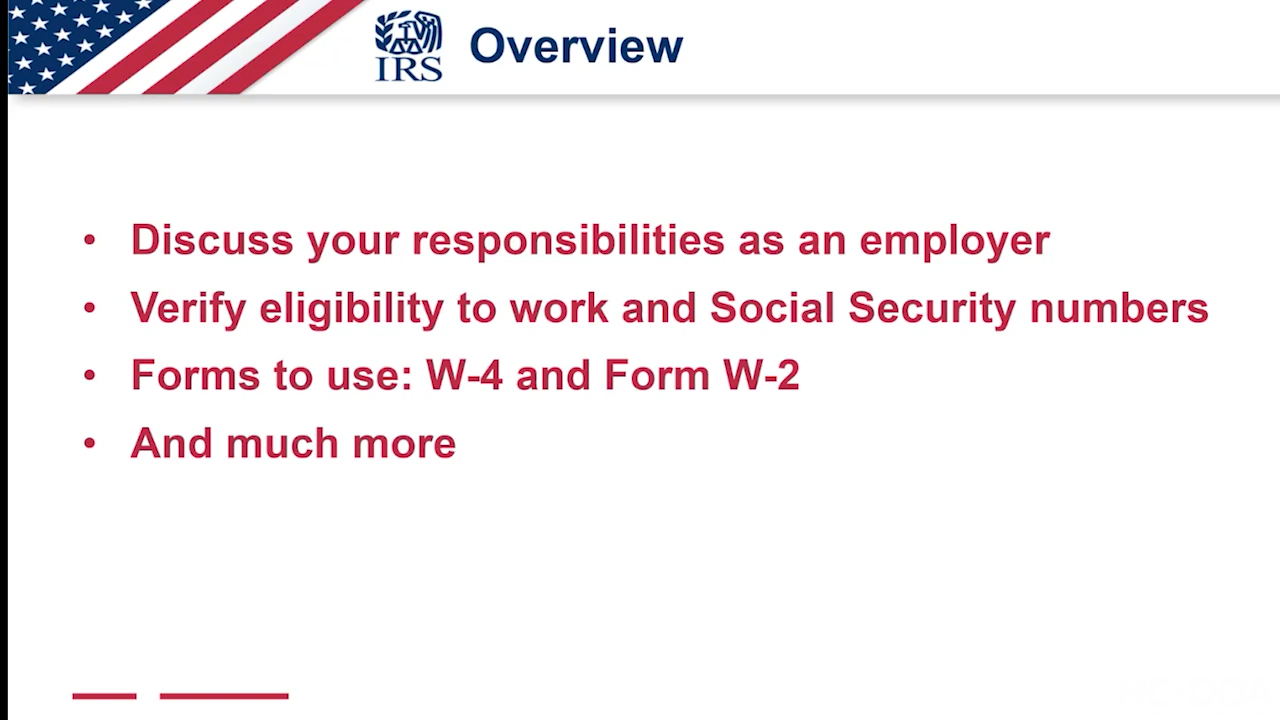 IRS
Overview
• Discuss your responsibilities as an employer
• Verify eligibility to work and Social Security numbers
• Forms to use: W-4 and Form W-2
• And much more